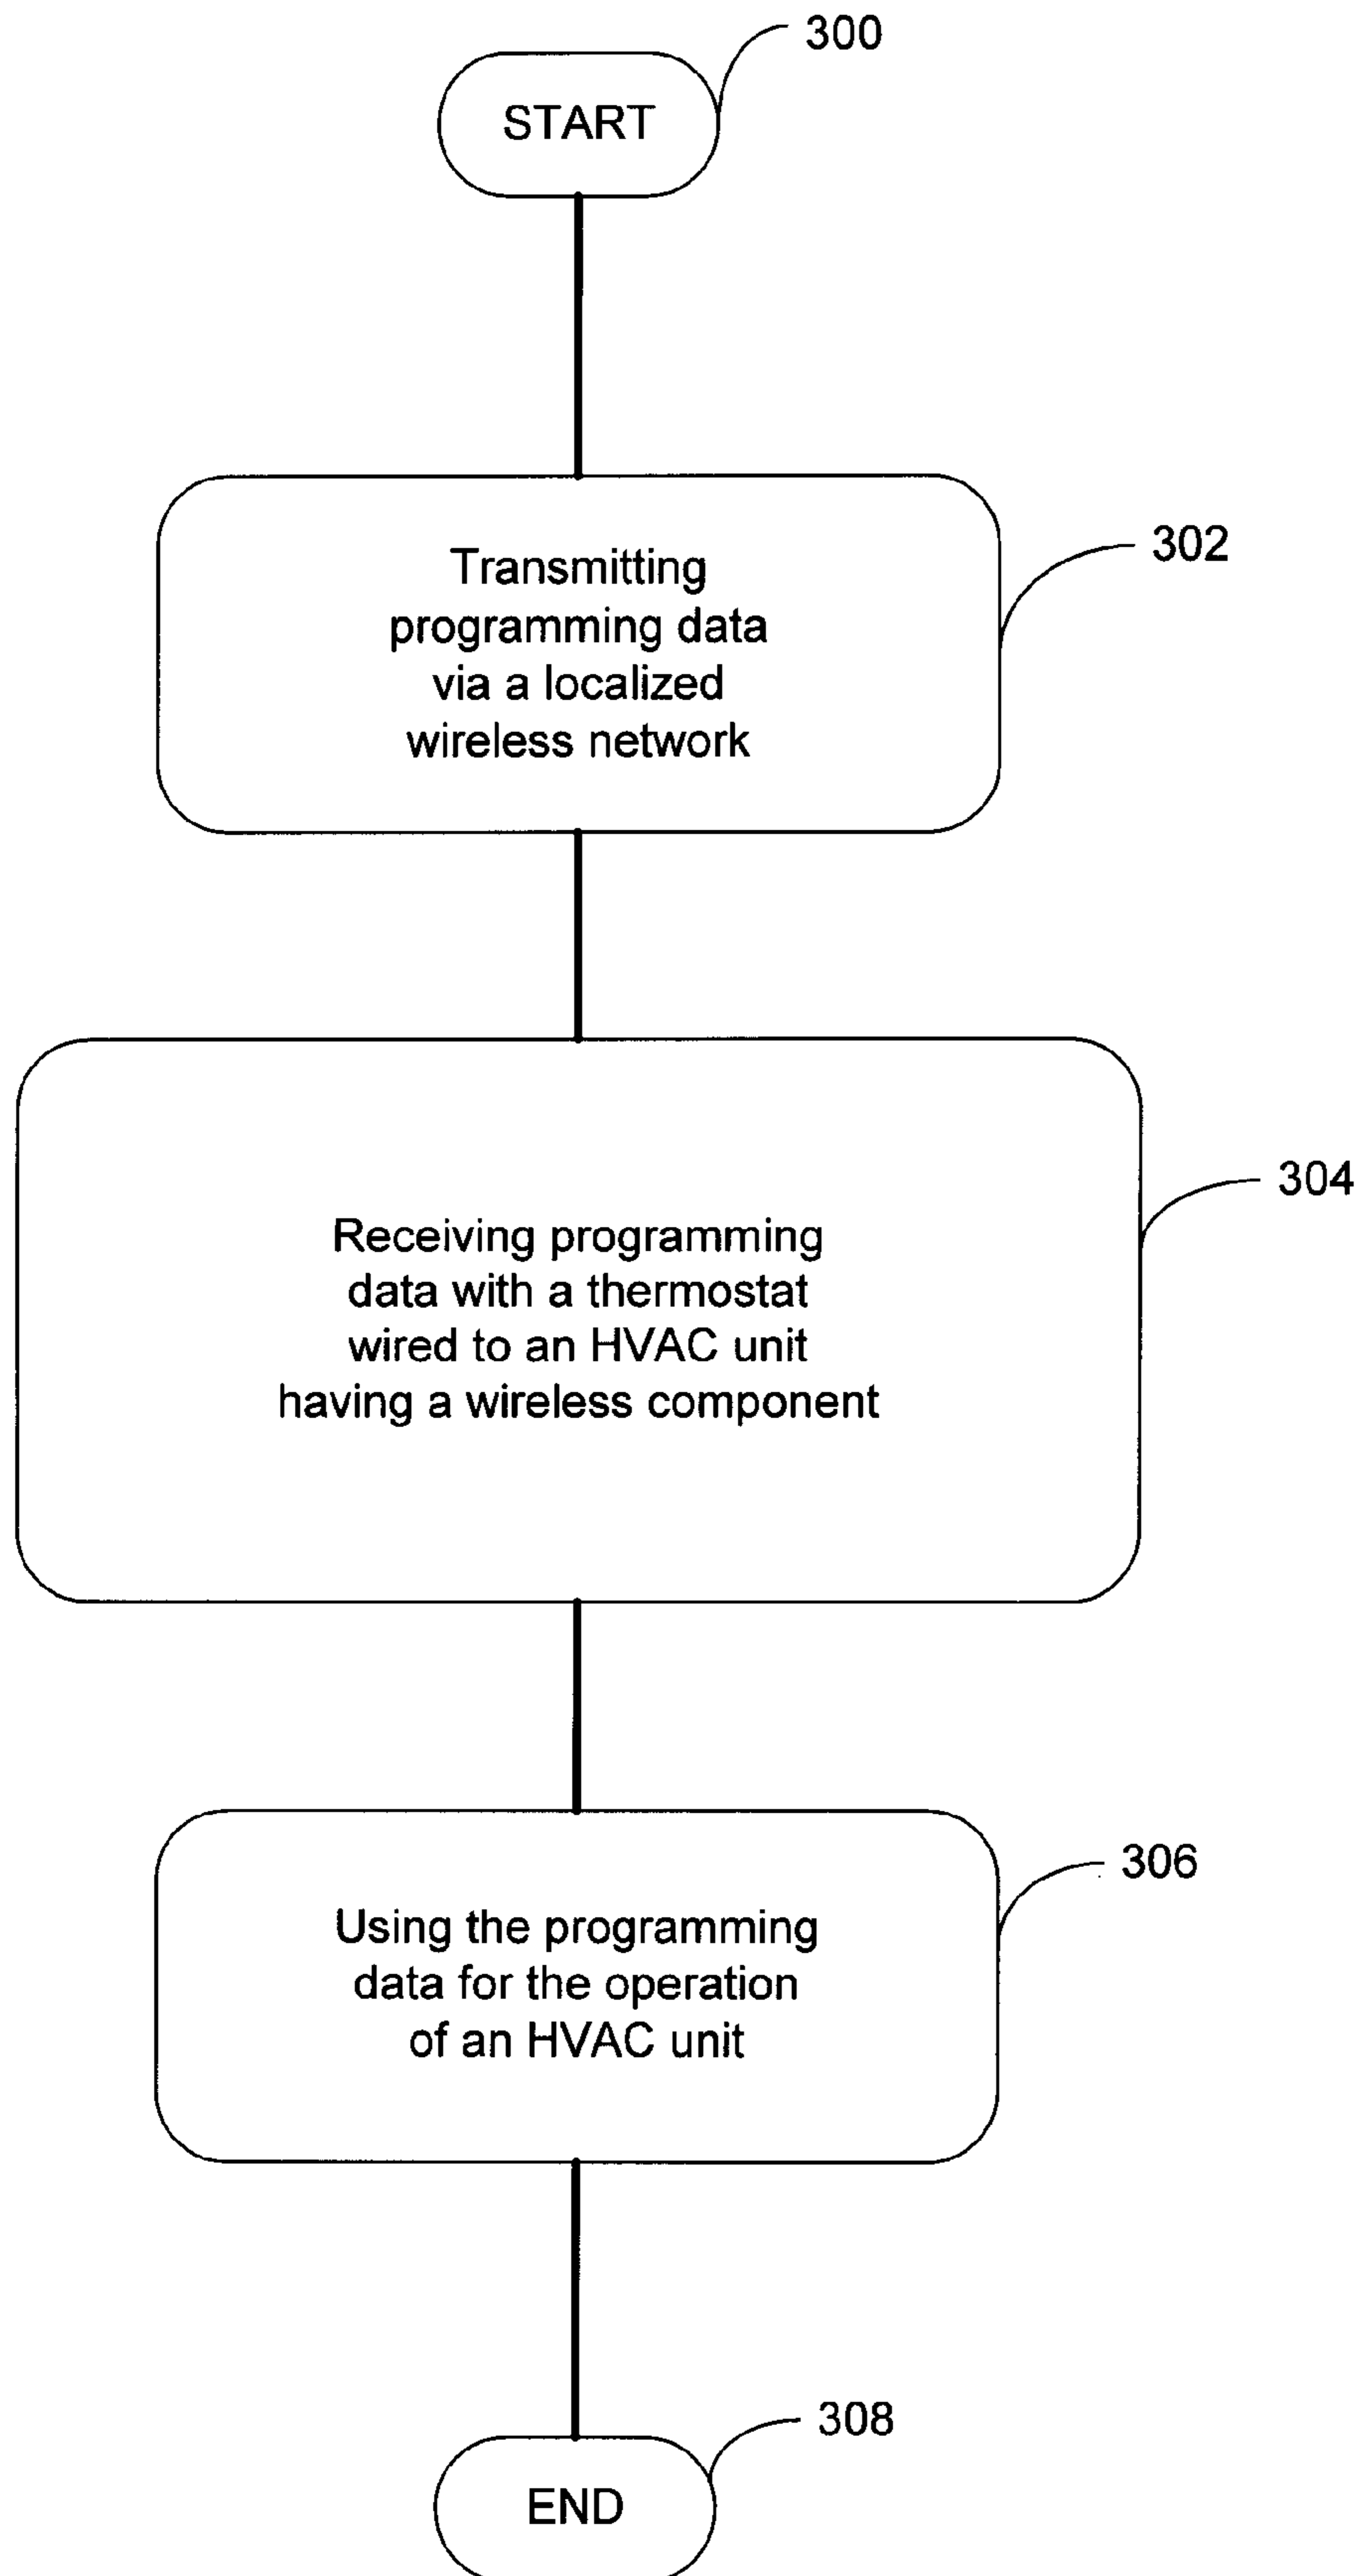 300
START
302
Transmitting
programming data
via a localized
wireless network
304
Receiving programming
data with a thermostat
wired to an HVAC unit
having a wireless component
306
Using the programming
data for the operation
of an HVAC unit
308
END